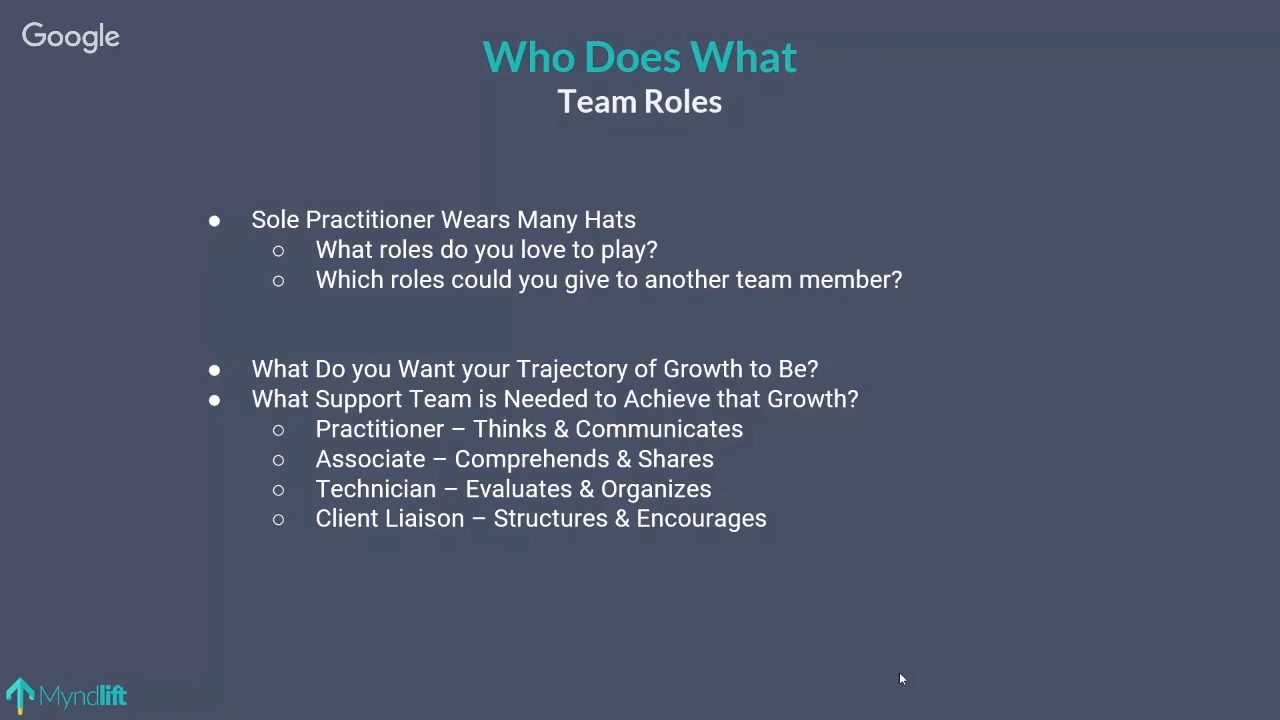 Google
Who Does What
Team Roles
● Sole Practitioner Wears Many Hats
○ What roles do you love to play?
○ Which roles could you give to another team member?
● What Do you Want your Trajectory of Growth to Be?
● What Support Team is Needed to Achieve that Growth?
○ Practitioner – Thinks & Communicates
○ Associate – Comprehends & Shares
○ Technician – Evaluates & Organizes
○ Client Liaison – Structures & Encourages
Myndlift